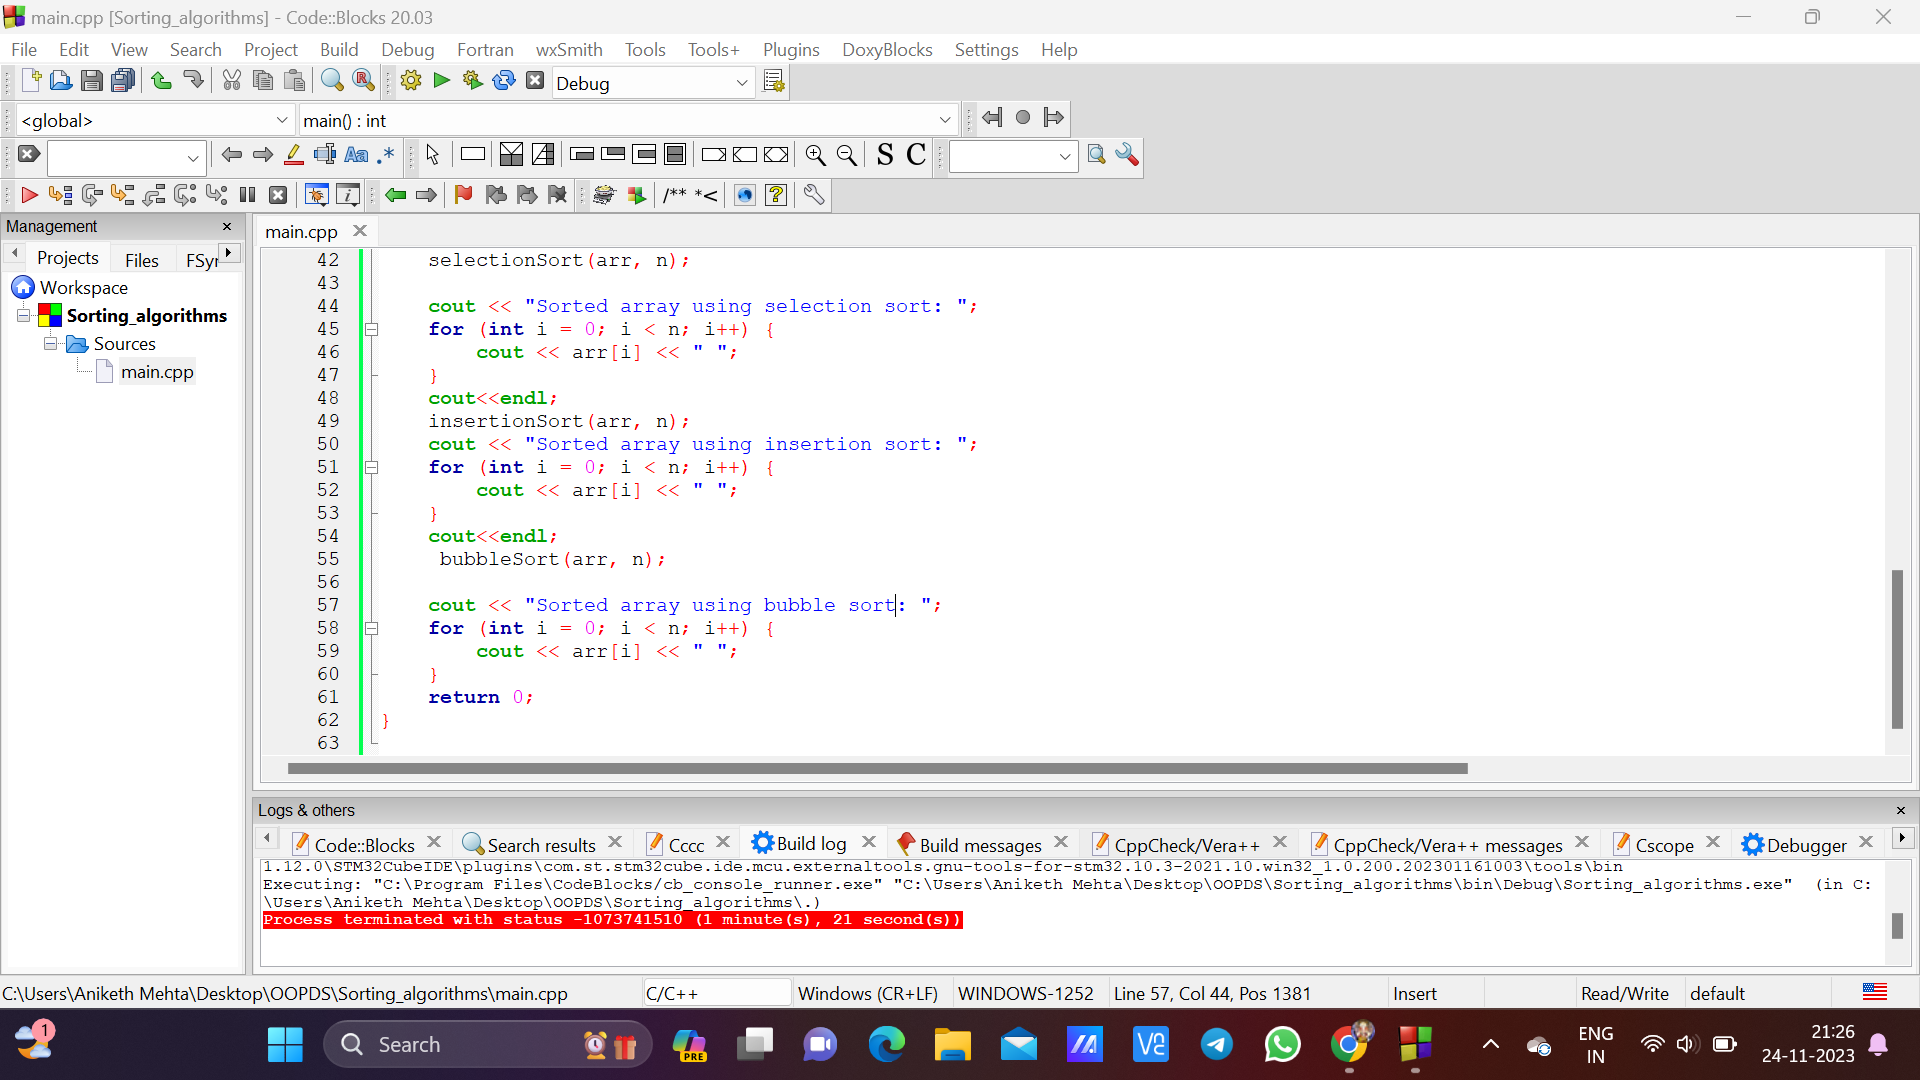 main.cpp [Sorting_algorithms] - Code::Blocks 20.03
File Edit View Search Project Build Debug Fortran wxSmith Tools Tools+ Plugins DoxyBlocks Settings Help
Debug
<global> main() : int
Aa .* S C
/** *<
Management
main.cpp
Projects Files FSyr
Workspace
Sorting_algorithms
Sources
main.cpp
42 selectionSort(arr, n);
43
44 cout << "Sorted array using selection sort: ";
45 for (int i = 0; i < n; i++) {
46 cout << arr[i] << " ";
47 }
48 cout<<endl;
49 insertionSort(arr, n);
50 cout << "Sorted array using insertion sort: ";
51 for (int i = 0; i < n; i++) {
52 cout << arr[i] << " ";
53 }
54 cout<<endl;
55 bubbleSort(arr, n);
56
57 cout << "Sorted array using bubble sort: ";
58 for (int i = 0; i < n; i++) {
59 cout << arr[i] << " ";
60 }
61 return 0;
62 }
63
Logs & others
Code::Blocks Search results Cccc Build log Build messages CppCheck/Vera++ CppCheck/Vera++ messages Cscope Debugger
1.12.0\STM32CubeIDE\plugins\com.st.stm32cube.ide.mcu.externaltools.gnu-tools-for-stm32.10.3-2021.10.win32_1.0.200.202301161003\tools\bin
Executing: "C:\Program Files\CodeBlocks/cb_console_runner.exe" "C:\Users\Aniketh Mehta\Desktop\OOPDS\Sorting_algorithms\bin\Debug\Sorting_algorithms.exe" (in C:
\Users\Aniketh Mehta\Desktop\OOPDS\Sorting_algorithms\.)
Process terminated with status -1073741510 (1 minute(s), 21 second(s))
C:\Users\Aniketh Mehta\Desktop\OOPDS\Sorting_algorithms\main.cpp C/C++ Windows (CR+LF) WINDOWS-1252 Line 57, Col 44, Pos 1381 Insert Read/Write default
1 Search PRE ENG IN 21:26
24-11-2023